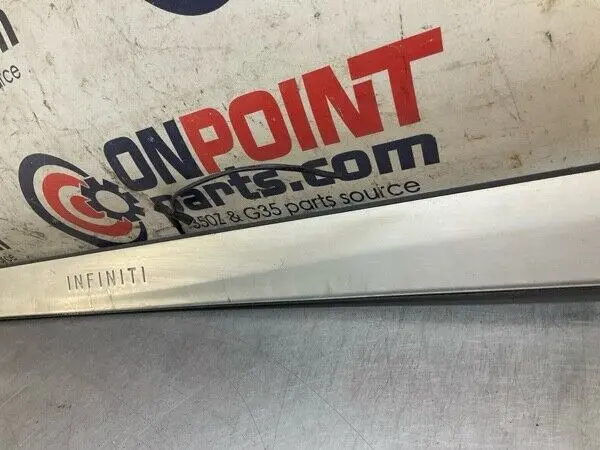 ONPOINT
parts.com
350Z & G35 parts source
INFINITI